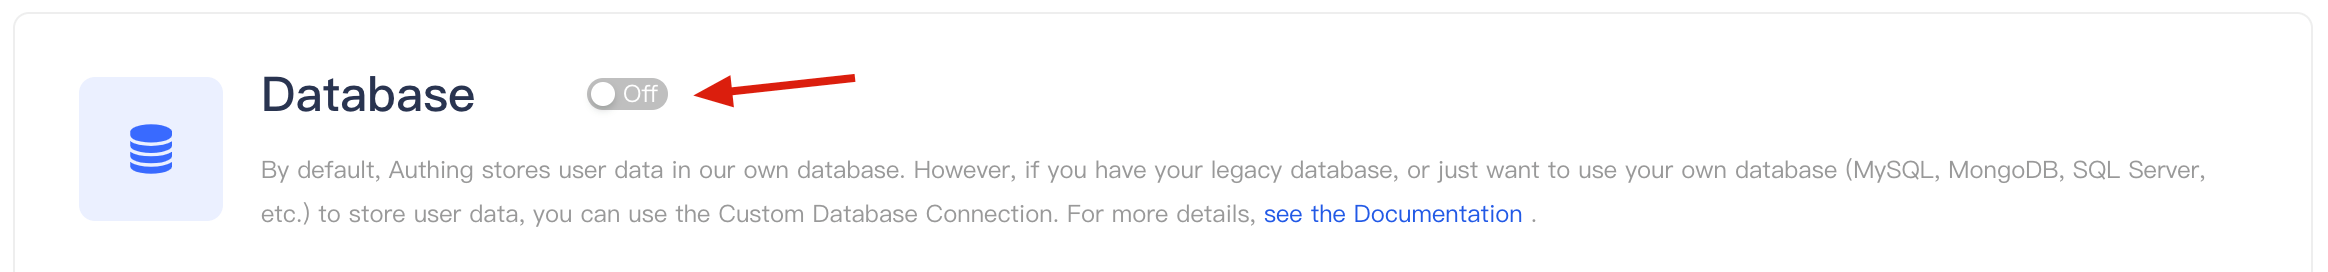 Database
Off
By default, Authing stores user data in our own database. However, if you have your legacy database, or just want to use your own database (MySQL, MongoDB, SQL Server,
etc.) to store user data, you can use the Custom Database Connection. For more details, see the Documentation .